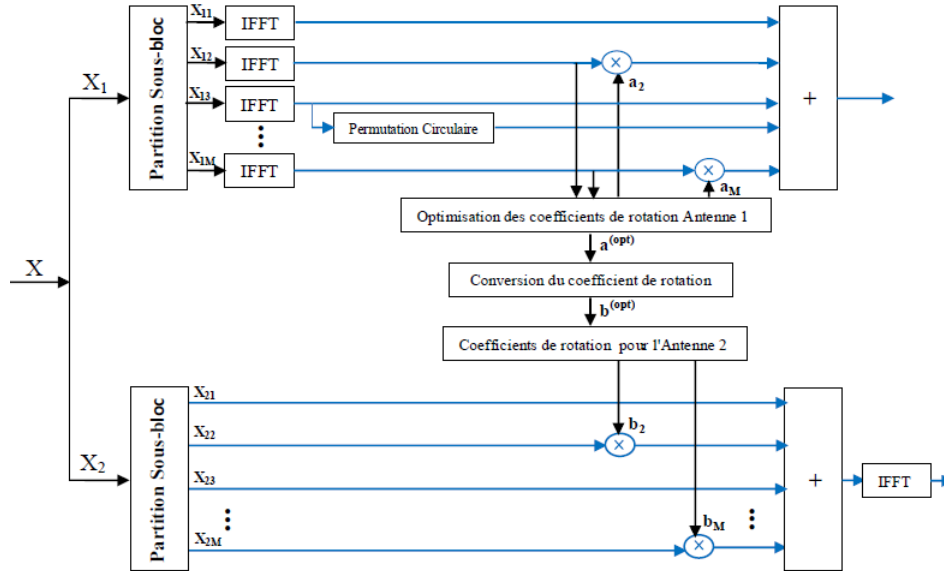 X₁₁
IFFT
X₁₂
IFFT
a₂
X₁
Partition Sous-bloc
X₁₃
IFFT
Permutation Circulaire
+
X₁M
IFFT
aM
Optimisation des coefficients de rotation Antenne 1
a(opt)
X
Conversion du coefficient de rotation
b(opt)
Coefficients de rotation pour l'Antenne 2
X₂₁
X₂₂
b₂
X₂
Partition Sous-bloc
X₂₃
+
IFFT
X₂M
bM